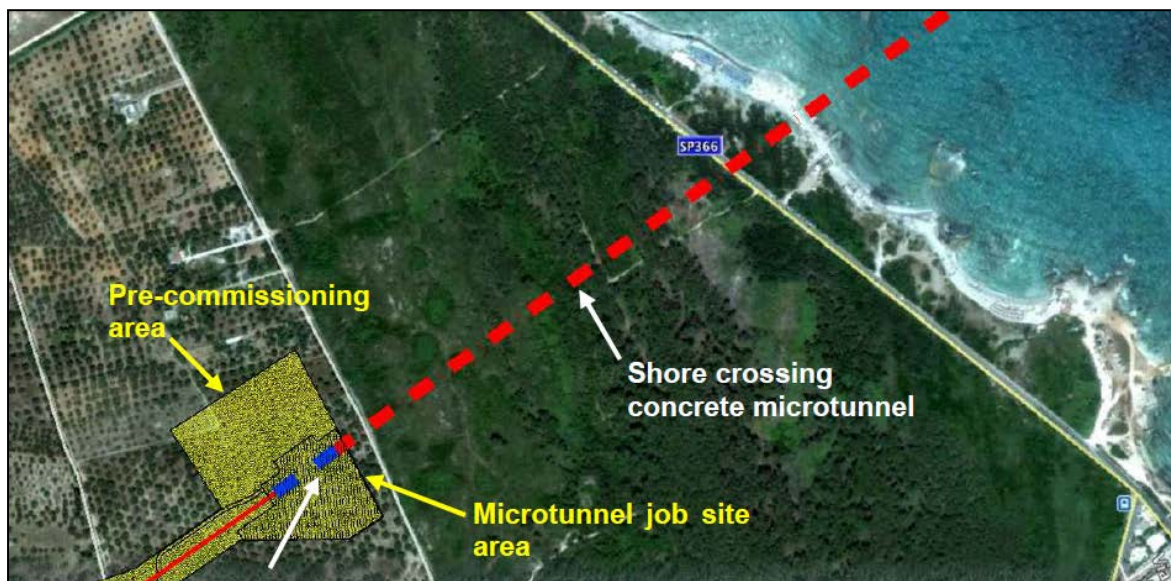 SP366
Pre-commissioning
area
Shore crossing
concrete microtunnel
Microtunnel job site
area